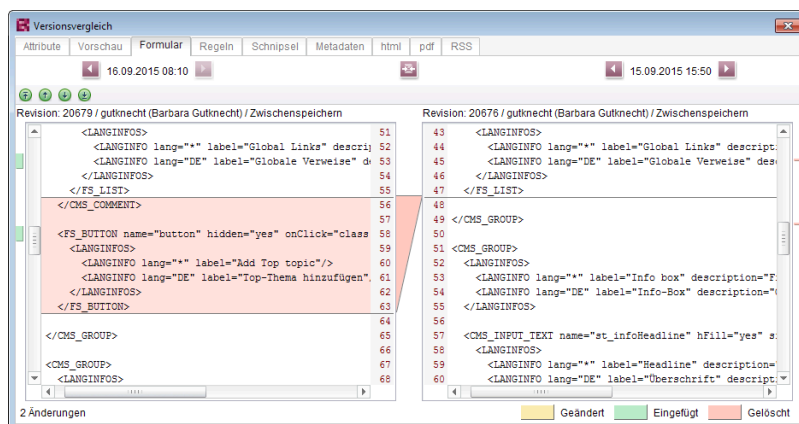 Versionsvergleich
Attribute Vorschau Formular Regeln Schnipsel Metadaten html pdf RSS
16.09.2015 08:10 15.09.2015 15:50
Revision: 20679 / gutknecht (Barbara Gutknecht) / Zwischenspeichern
<LANGINFOS> 51
<LANGINFO lang="*" label="Global Links" descrip 52
<LANGINFO lang="DE" label="Globale Verweise" de 53
</LANGINFOS> 54
</FS_LIST> 55
</CMS_COMMENT> 56
57
<FS_BUTTON name="button" hidden="yes" onClick="class 58
<LANGINFOS> 59
<LANGINFO lang="*" label="Add Top topic"/> 60
<LANGINFO lang="DE" label="Top-Thema hinzufügen" 61
</LANGINFOS> 62
</FS_BUTTON> 63
64
</CMS_GROUP> 65
66
<CMS_GROUP> 67
<LANGINFOS> 68
Revision: 20676 / gutknecht (Barbara Gutknecht) / Zwischenspeichern
43 <LANGINFOS>
44 <LANGINFO lang="*" label="Global Links" descript
45 <LANGINFO lang="DE" label="Globale Verweise" des
46 </LANGINFOS>
47 </FS_LIST>
48
49 </CMS_GROUP>
50
51 <CMS_GROUP>
52 <LANGINFOS>
53 <LANGINFO lang="*" label="Info box" description="F
54 <LANGINFO lang="DE" label="Info-Box" description="
55 </LANGINFOS>
56
57 <CMS_INPUT_TEXT name="st_infoHeadline" hFill="yes" s
58 <LANGINFOS>
59 <LANGINFO lang="*" label="Headline" description=
60 <LANGINFO lang="DE" label="Überschrift" descript
2 Änderungen Geändert Eingefügt Gelöscht